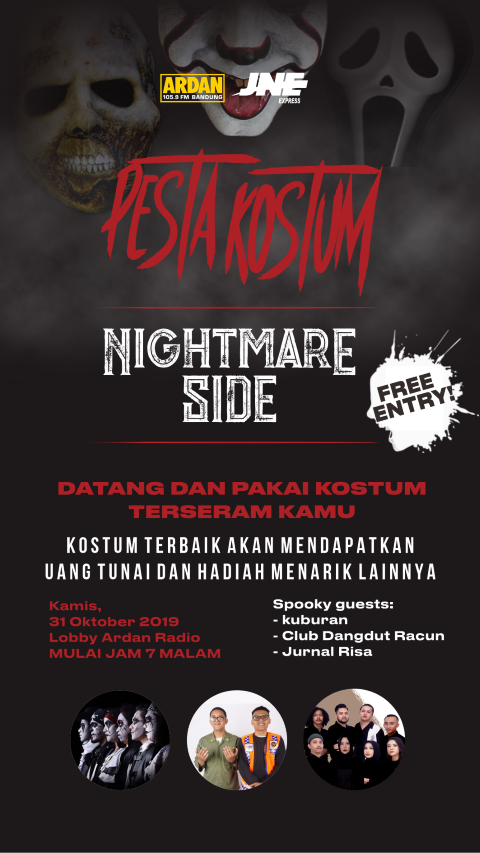 ARDAN
105.9 FM BANDUNG
JNE
EXPRESS
PESTA KOSTUM
NIGHTMARE
SIDE
FREE
ENTRY!
DATANG DAN PAKAI KOSTUM
TERSERAM KAMU
KOSTUM TERBAIK AKAN MENDAPATKAN
UANG TUNAI DAN HADIAH MENARIK LAINNYA
Kamis,
31 Oktober 2019
Lobby Ardan Radio
MULAI JAM 7 MALAM
Spooky guests:
- kuburan
- Club Dangdut Racun
- Jurnal Risa